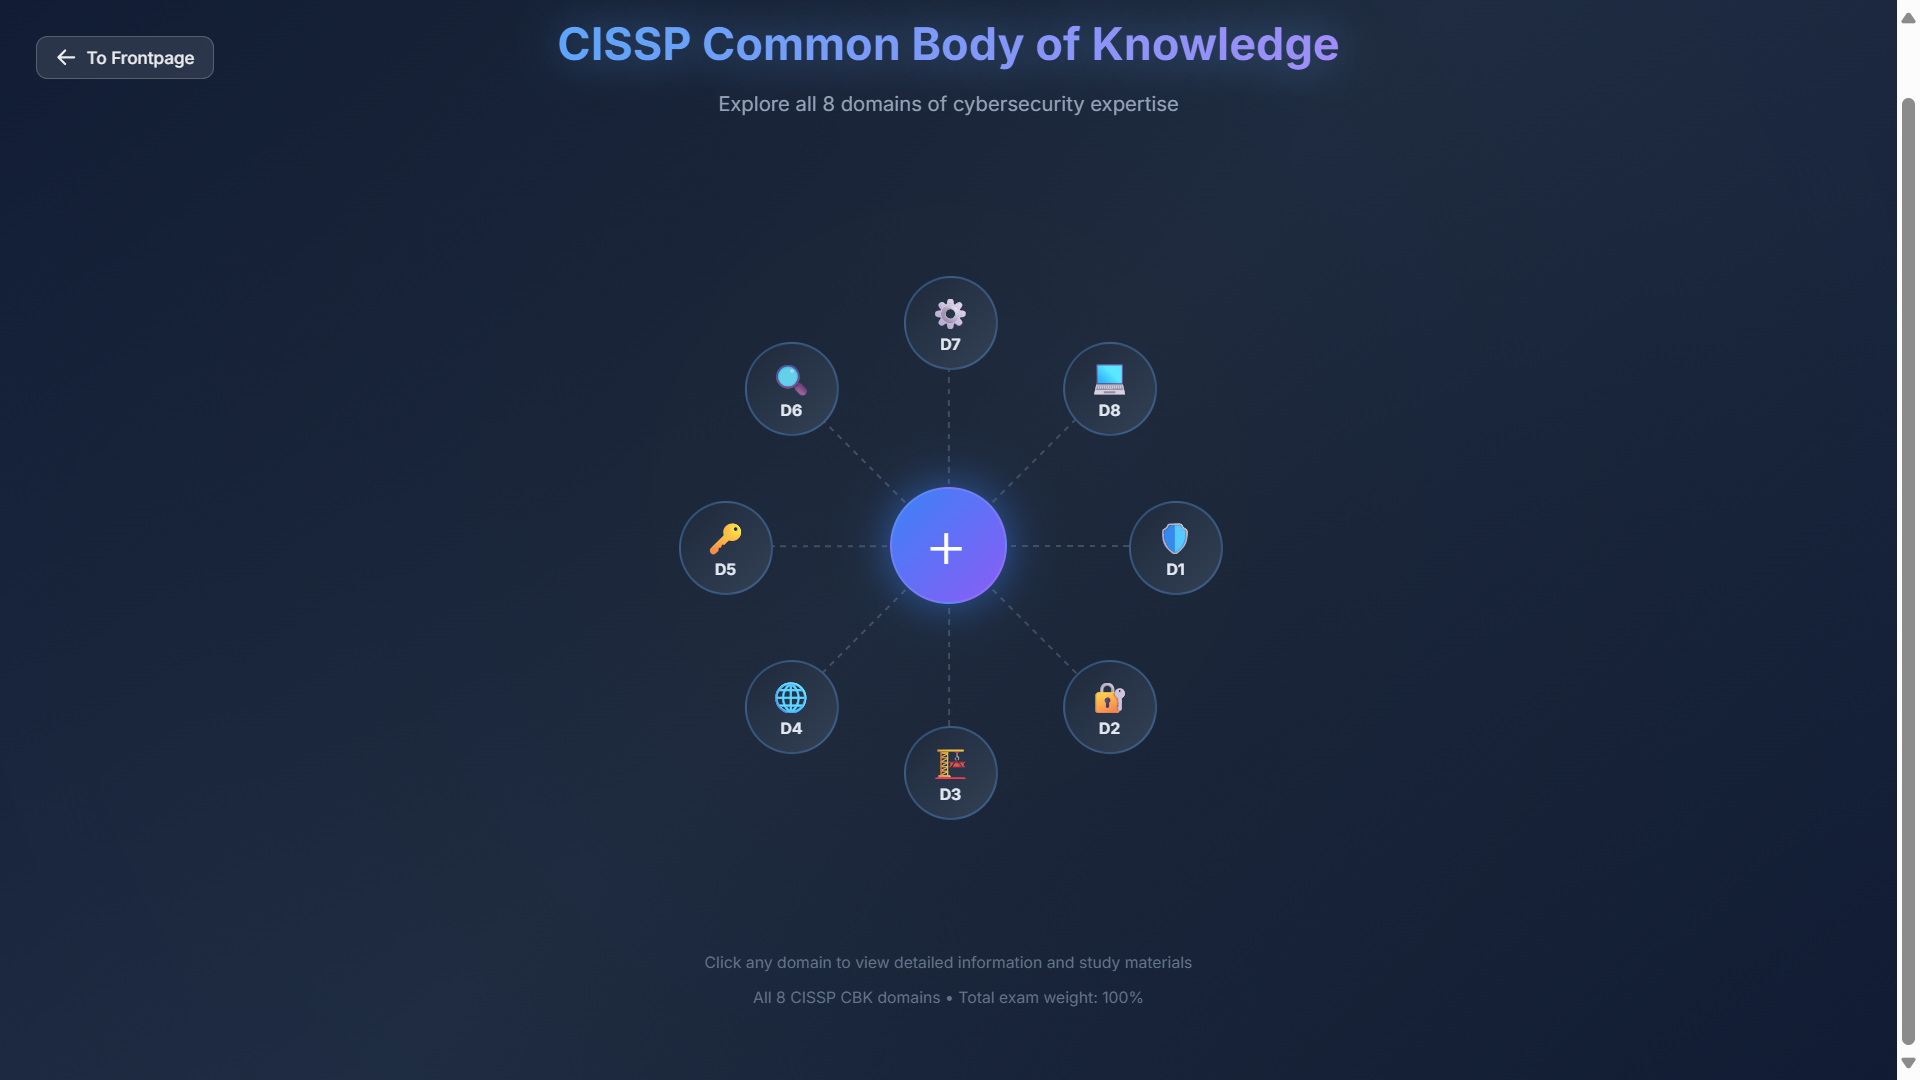 To Frontpage
CISSP Common Body of Knowledge
Explore all 8 domains of cybersecurity expertise
D7
D6
D8
D5
D1
D4
D2
D3
Click any domain to view detailed information and study materials
All 8 CISSP CBK domains • Total exam weight: 100%